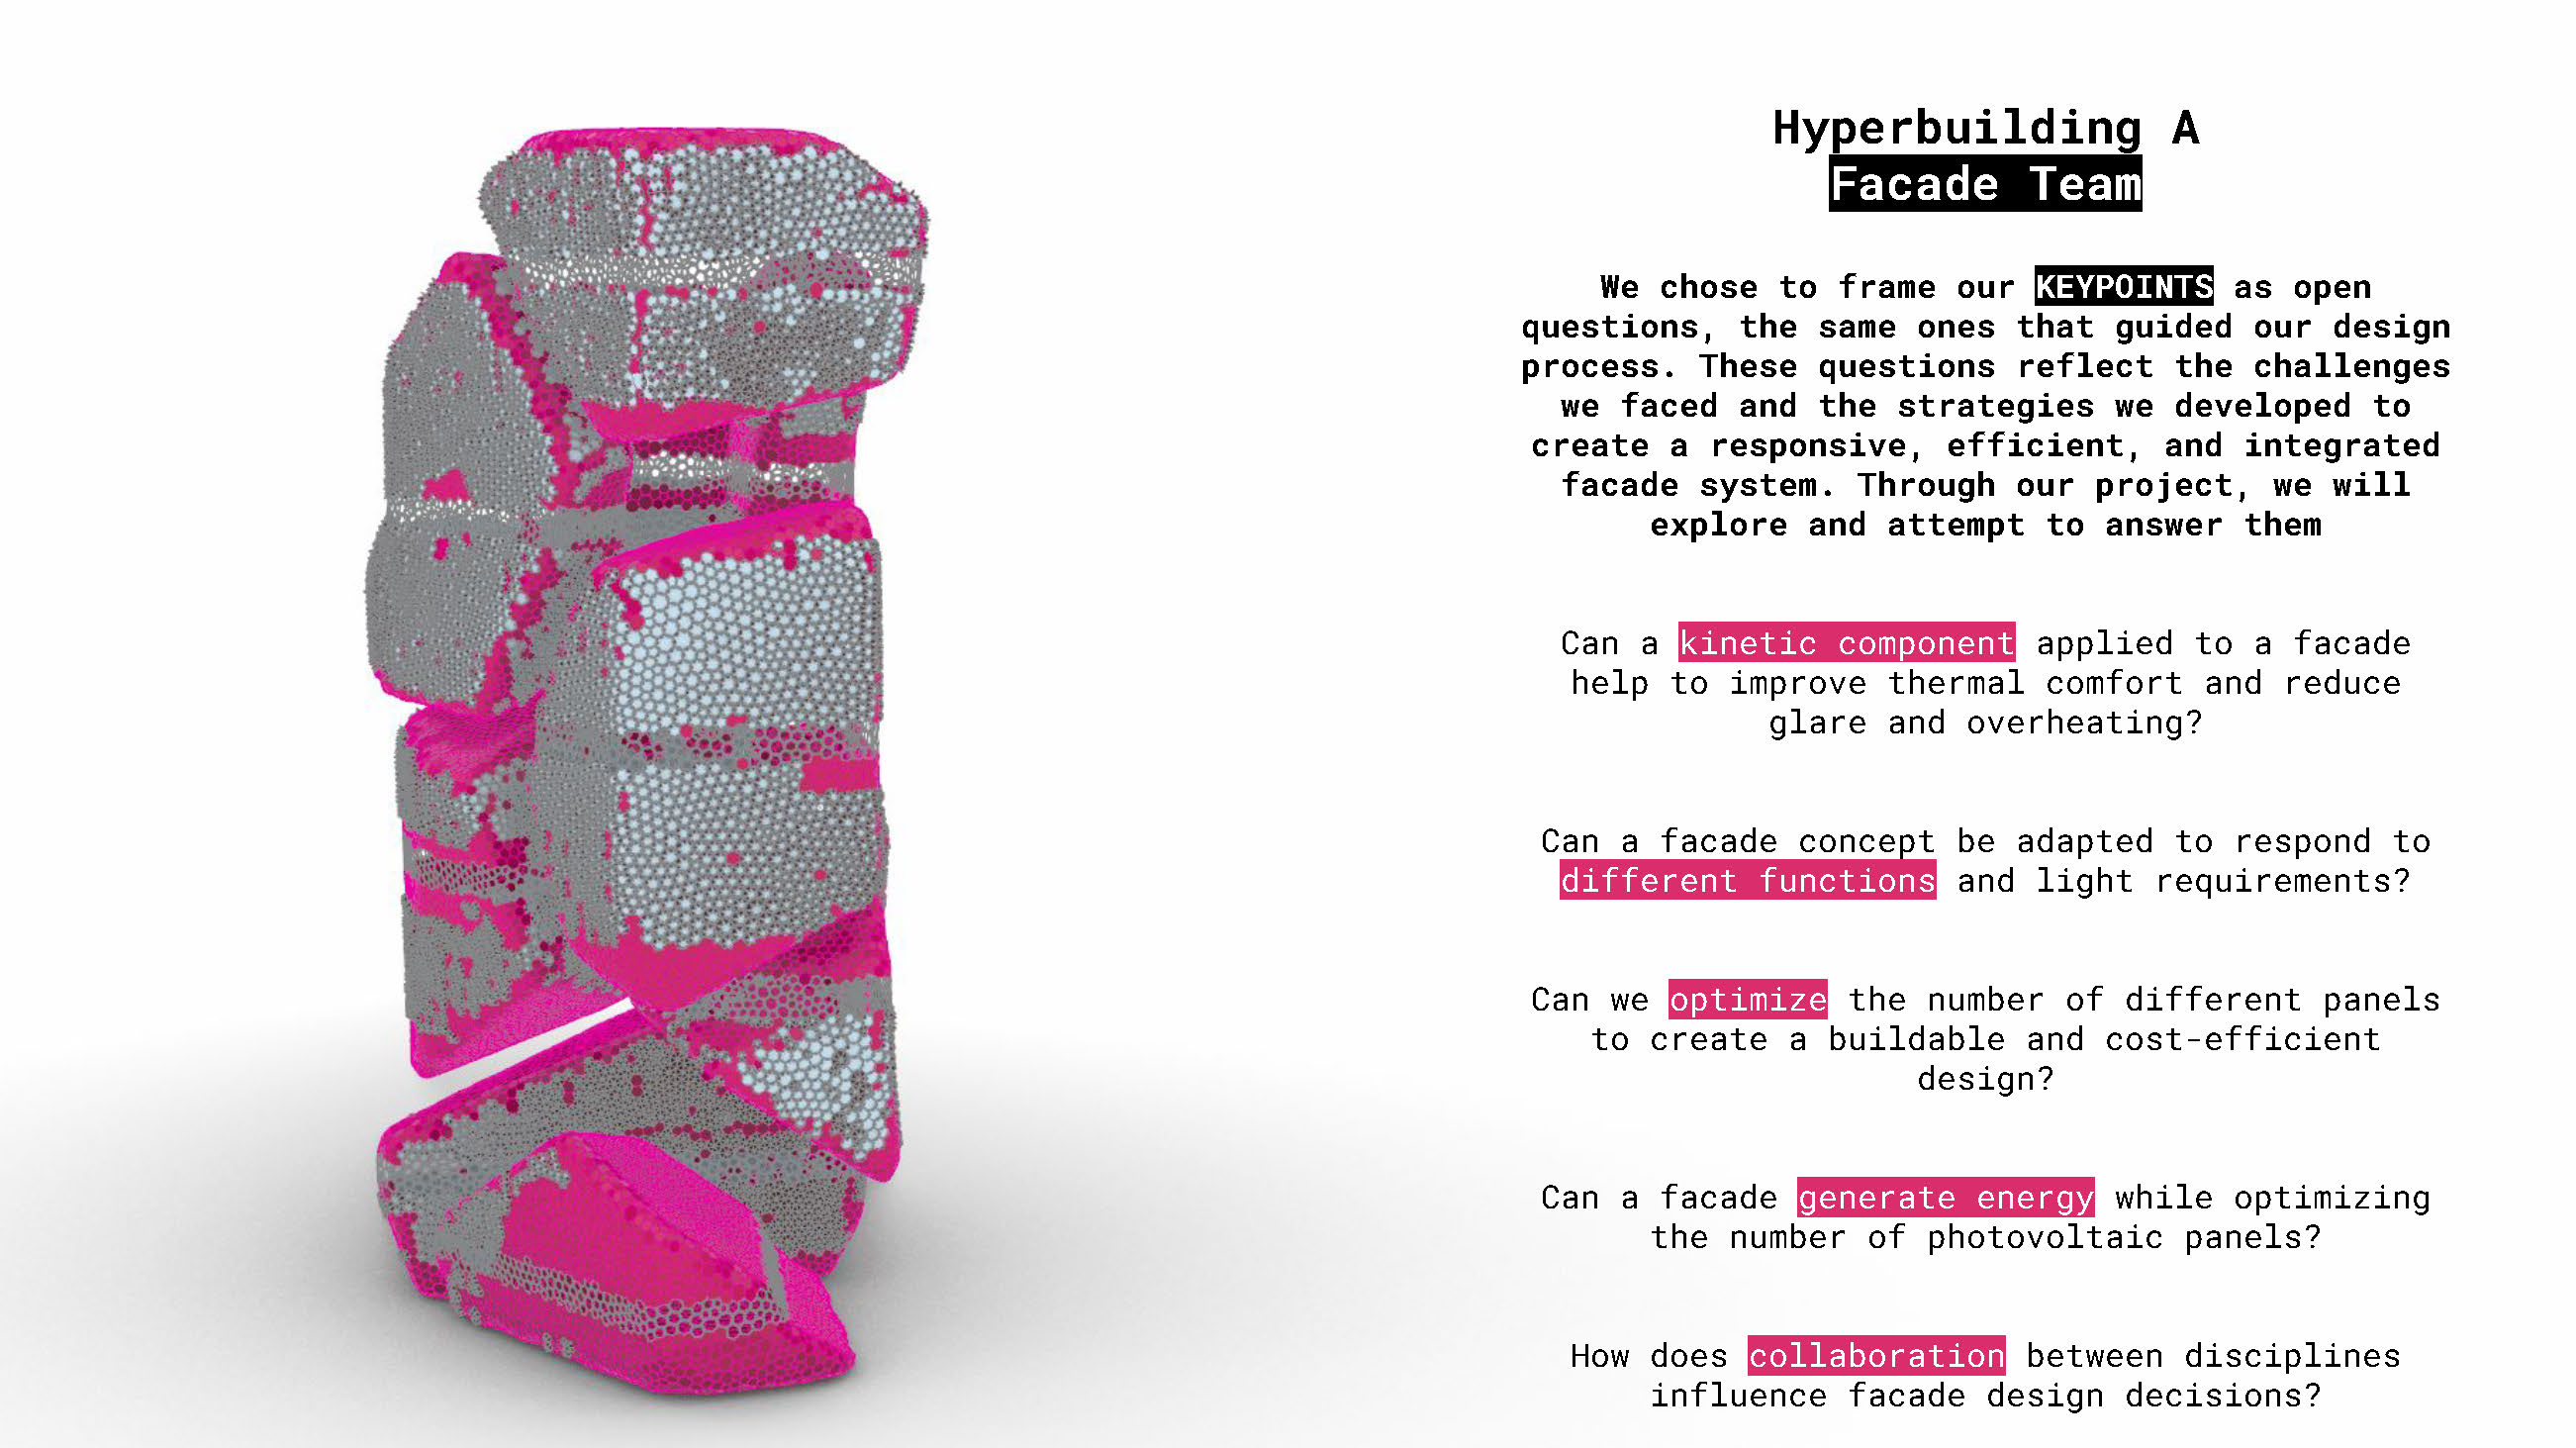 Hyperbuilding A
Facade Team
We chose to frame our KEYPOINTS as open
questions, the same ones that guided our design
process. These questions reflect the challenges
we faced and the strategies we developed to
create a responsive, efficient, and integrated
facade system. Through our project, we will
explore and attempt to answer them
Can a kinetic component applied to a facade
help to improve thermal comfort and reduce
glare and overheating?
Can a facade concept be adapted to respond to
different functions and light requirements?
Can we optimize the number of different panels
to create a buildable and cost-efficient
design?
Can a facade generate energy while optimizing
the number of photovoltaic panels?
How does collaboration between disciplines
influence facade design decisions?